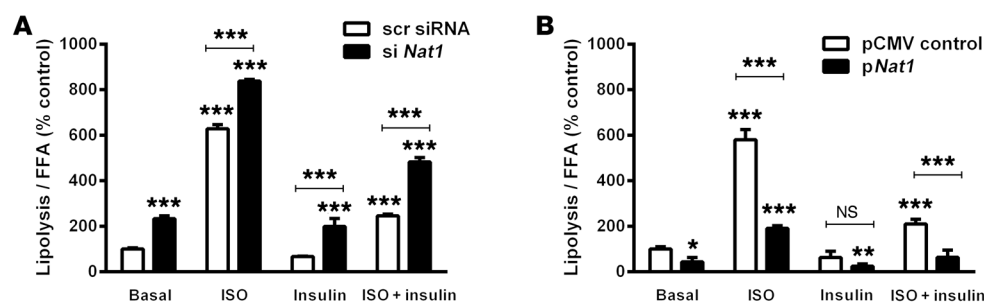 A
Lipolysis / FFA (% control)
1000
800
600
400
200
0
scr siRNA
si Nat1
***
***
***
***
***
***
***
***
***
Basal
ISO
Insulin
ISO + insulin
B
Lipolysis / FFA (% control)
1000
800
600
400
200
0
pCMV control
pNat1
*
***
***
***
NS
**
***
***
Basal
ISO
Insulin
ISO + insulin